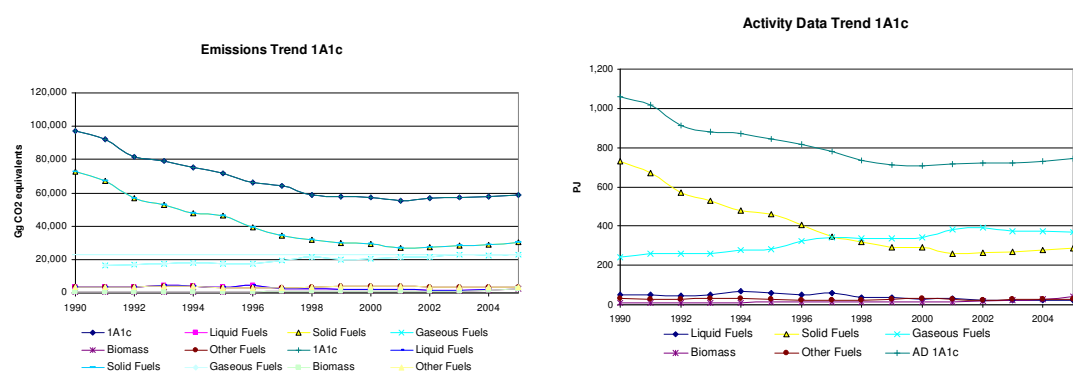 Emissions Trend 1A1c
120,000
100,000
80,000
60,000
40,000
20,000
0
Gg CO2 equivalents
1990 1992 1994 1996 1998 2000 2002 2004
1A1c Liquid Fuels Solid Fuels Gaseous Fuels
Biomass Other Fuels 1A1c Liquid Fuels
Solid Fuels Gaseous Fuels Biomass Other Fuels
Activity Data Trend 1A1c
1,200
1,000
800
600
400
200
0
PJ
1990 1992 1994 1996 1998 2000 2002 2004
Liquid Fuels Solid Fuels Gaseous Fuels
Biomass Other Fuels AD 1A1c